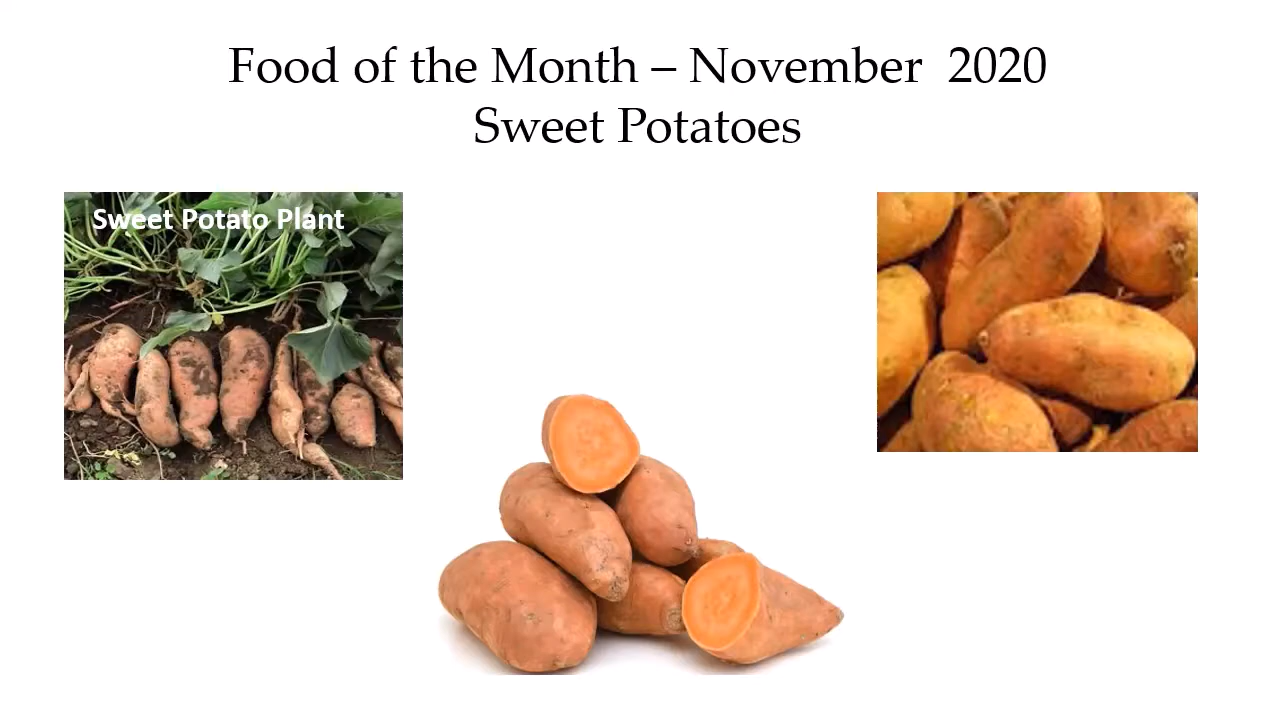 Food of the Month – November 2020
Sweet Potatoes
Sweet Potato Plant